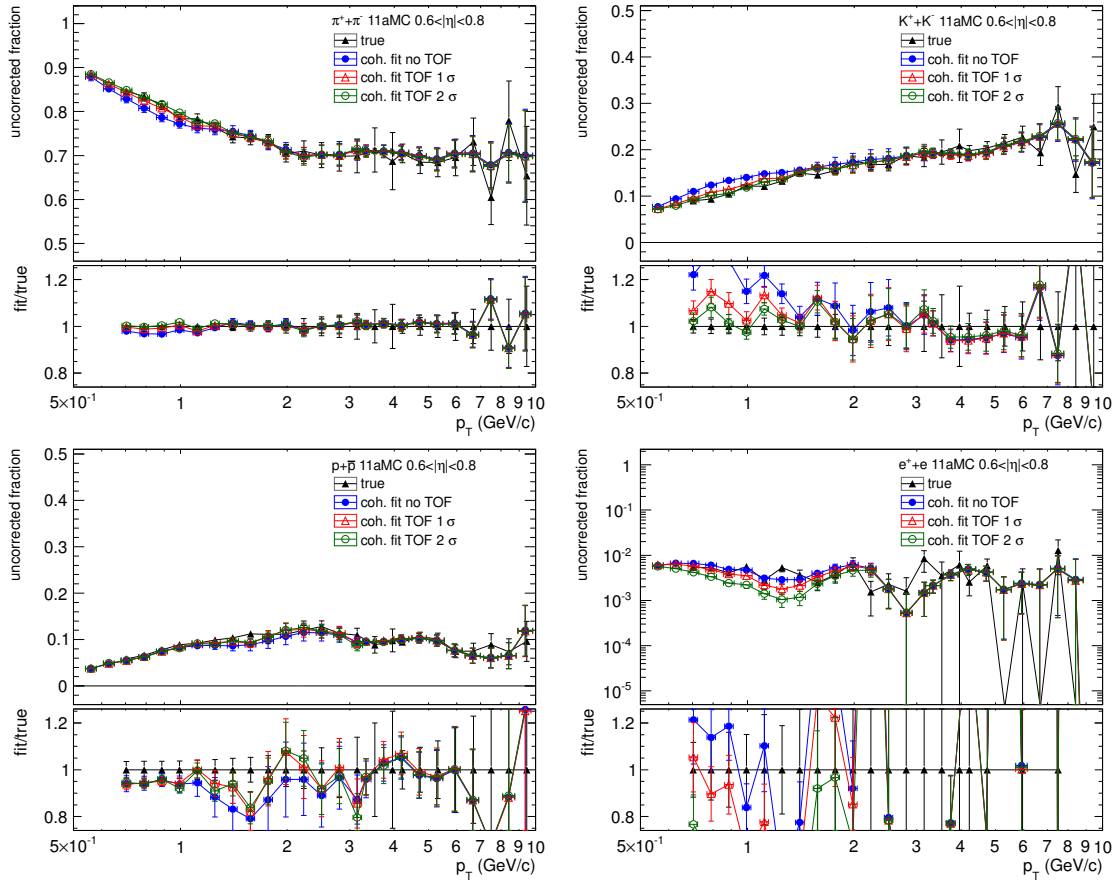 π⁺+π⁻ 11aMC 0.6<|η|<0.8
true
coh. fit no TOF
coh. fit TOF 1 σ
coh. fit TOF 2 σ
uncorrected fraction
1
0.9
0.8
0.7
0.6
0.5
fit/true
1.2
1
0.8
5×10⁻¹ 1 2 3 4 5 6 7 8 9 10
p_T (GeV/c)
K⁺+K⁻ 11aMC 0.6<|η|<0.8
true
coh. fit no TOF
coh. fit TOF 1 σ
coh. fit TOF 2 σ
uncorrected fraction
0.5
0.4
0.3
0.2
0.1
0
fit/true
1.2
1
0.8
5×10⁻¹ 1 2 3 4 5 6 7 8 9 10
p_T (GeV/c)
p+p̅ 11aMC 0.6<|η|<0.8
true
coh. fit no TOF
coh. fit TOF 1 σ
coh. fit TOF 2 σ
uncorrected fraction
0.5
0.4
0.3
0.2
0.1
0
fit/true
1.2
1
0.8
5×10⁻¹ 1 2 3 4 5 6 7 8 9 10
p_T (GeV/c)
e⁺+e 11aMC 0.6<|η|<0.8
true
coh. fit no TOF
coh. fit TOF 1 σ
coh. fit TOF 2 σ
uncorrected fraction
1
10⁻¹
10⁻²
10⁻³
10⁻⁴
10⁻⁵
fit/true
1.2
1
0.8
5×10⁻¹ 1 2 3 4 5 6 7 8 9 10
p_T (GeV/c)